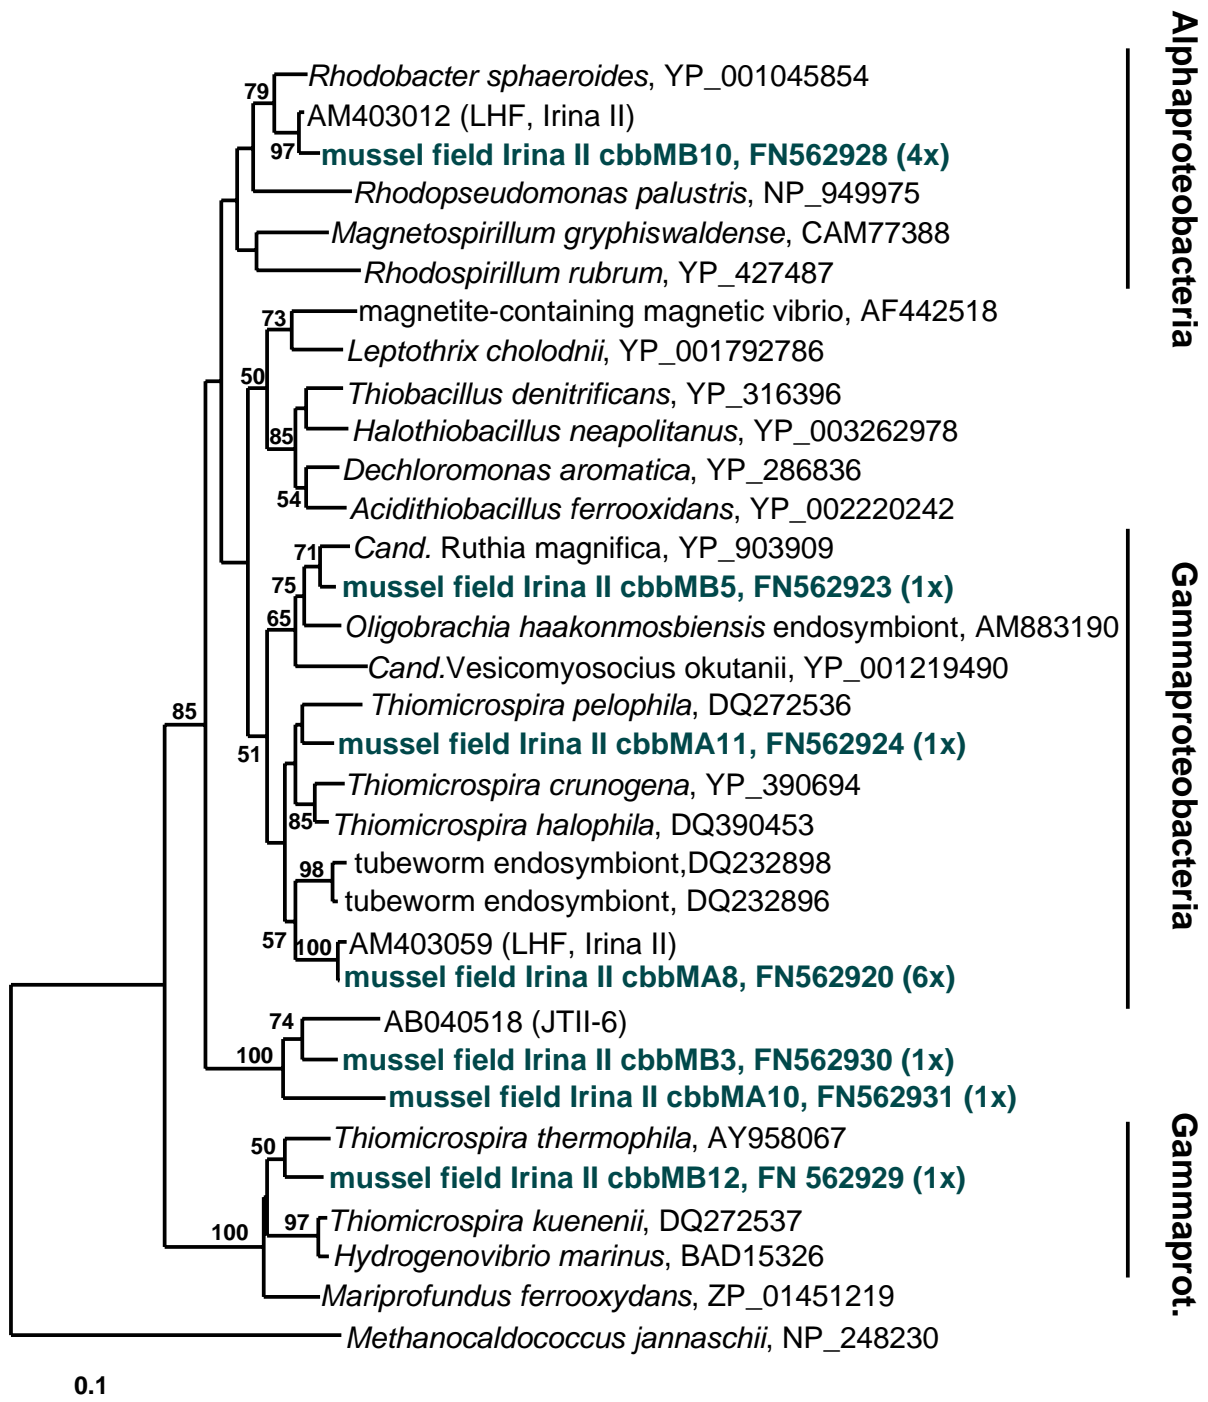 Alphaproteobacteria
Rhodobacter sphaeroides, YP_001045854
79
AM403012 (LHF, Irina II)
97
mussel field Irina II cbbMB10, FN562928 (4x)
Rhodopseudomonas palustris, NP_949975
Magnetospirillum gryphiswaldense, CAM77388
Rhodospirillum rubrum, YP_427487
magnetite-containing magnetic vibrio, AF442518
73
Leptothrix cholodnii, YP_001792786
50
Thiobacillus denitrificans, YP_316396
Halothiobacillus neapolitanus, YP_003262978
85
Dechloromonas aromatica, YP_286836
54
Acidithiobacillus ferrooxidans, YP_002220242
Gammaproteobacteria
71
Cand. Ruthia magnifica, YP_903909
75
mussel field Irina II cbbMB5, FN562923 (1x)
65
Oligobrachia haakonmosbiensis endosymbiont, AM883190
Cand.Vesicomyosocius okutanii, YP_001219490
85
Thiomicrospira pelophila, DQ272536
51
mussel field Irina II cbbMA11, FN562924 (1x)
Thiomicrospira crunogena, YP_390694
85
Thiomicrospira halophila, DQ390453
98
tubeworm endosymbiont,DQ232898
tubeworm endosymbiont, DQ232896
57
100
AM403059 (LHF, Irina II)
mussel field Irina II cbbMA8, FN562920 (6x)
74
AB040518 (JTII-6)
100
mussel field Irina II cbbMB3, FN562930 (1x)
mussel field Irina II cbbMA10, FN562931 (1x)
Gammaprot.
50
Thiomicrospira thermophila, AY958067
mussel field Irina II cbbMB12, FN 562929 (1x)
100
97
Thiomicrospira kuenenii, DQ272537
Hydrogenovibrio marinus, BAD15326
Mariprofundus ferrooxydans, ZP_01451219
Methanocaldococcus jannaschii, NP_248230
0.1